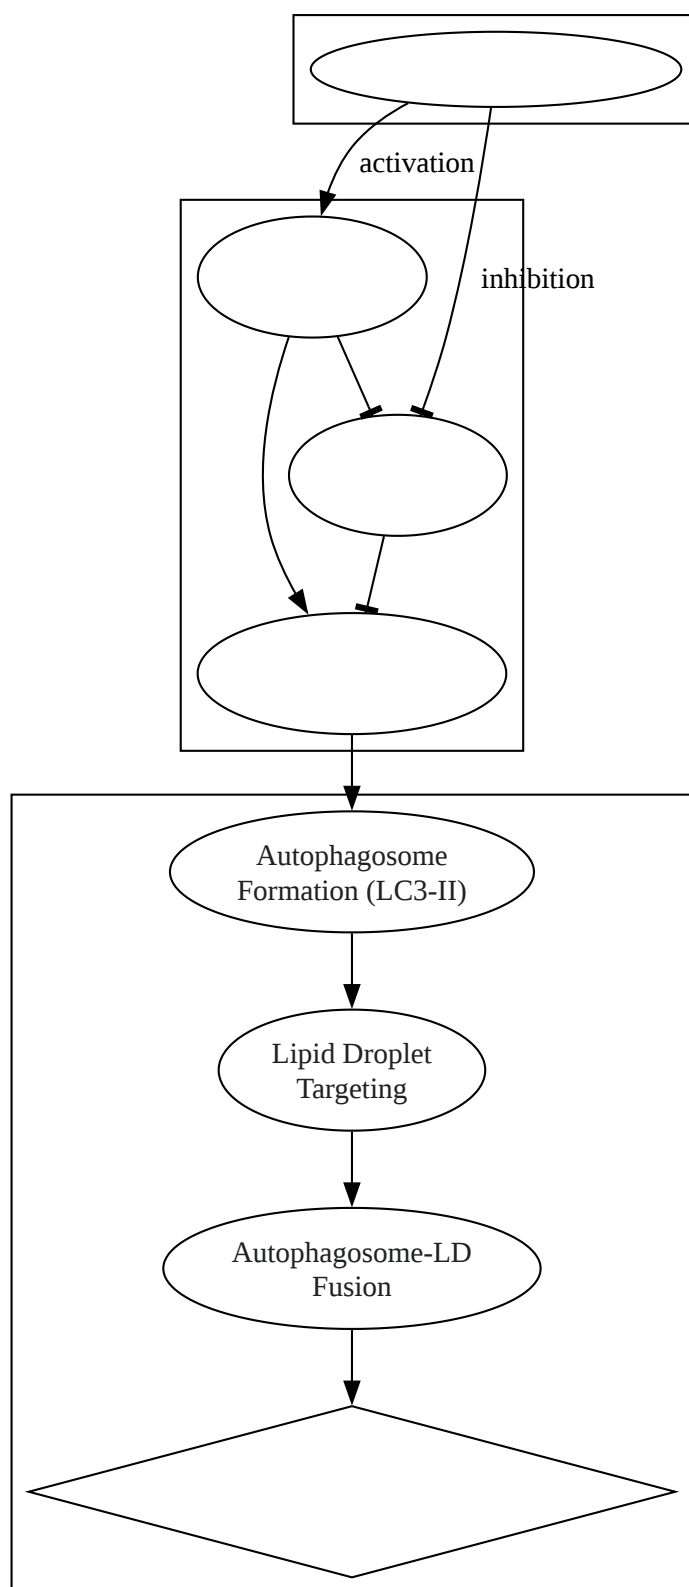 activation
inhibition
Autophagosome
Formation (LC3-II)
Lipid Droplet
Targeting
Autophagosome-LD
Fusion